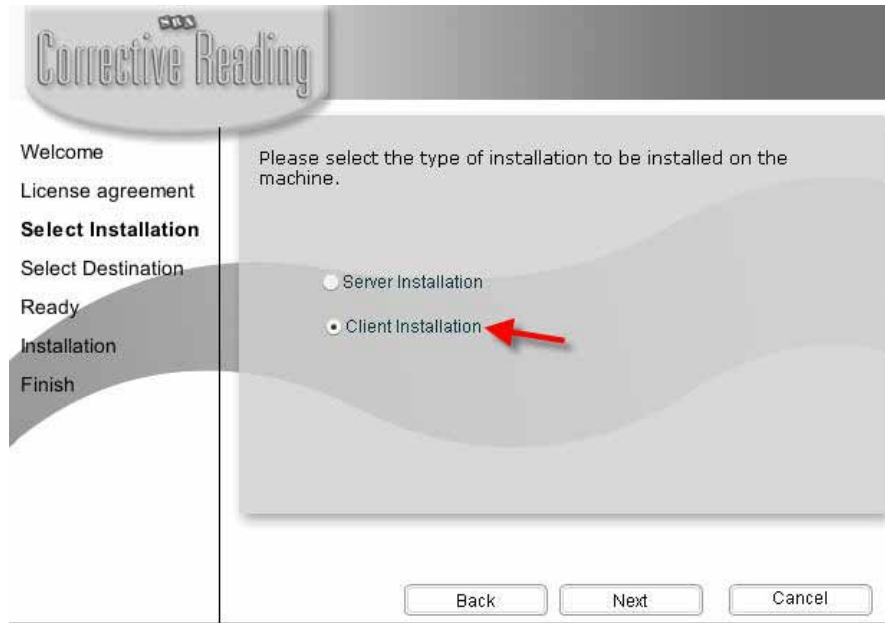 SRA
Corrective Reading
Welcome
License agreement
Select Installation
Select Destination
Ready
Installation
Finish
Please select the type of installation to be installed on the
machine.
Server Installation
Client Installation
Back Next Cancel